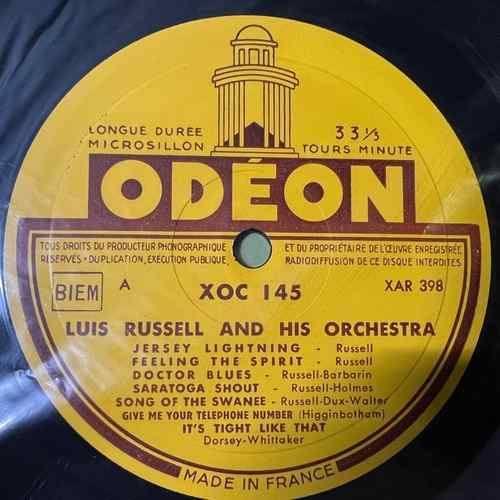 LONGUE DURÉE 33 1/3
MICROSILLON TOURS MINUTE
ODÉON
TOUS DROITS DU PRODUCTEUR PHONOGRAPHIQUE ET DU PROPRIÉTAIRE DE L'ŒUVRE ENREGISTRÉE
RÉSERVÉS • DUPLICATION, EXÉCUTION PUBLIQUE, RADIODIFFUSION DE CE DISQUE INTERDITES
BIEM A XOC 145 XAR 398
LUIS RUSSELL AND HIS ORCHESTRA
JERSEY LIGHTNING - Russell
FEELING THE SPIRIT - Russell
DOCTOR BLUES - Russell-Barbarin
SARATOGA SHOUT - Russell-Holmes
SONG OF THE SWANEE - Russell-Dux-Walter
GIVE ME YOUR TELEPHONE NUMBER (Higginbotham)
IT'S TIGHT LIKE THAT
Dorsey-Whittaker
MADE IN FRANCE